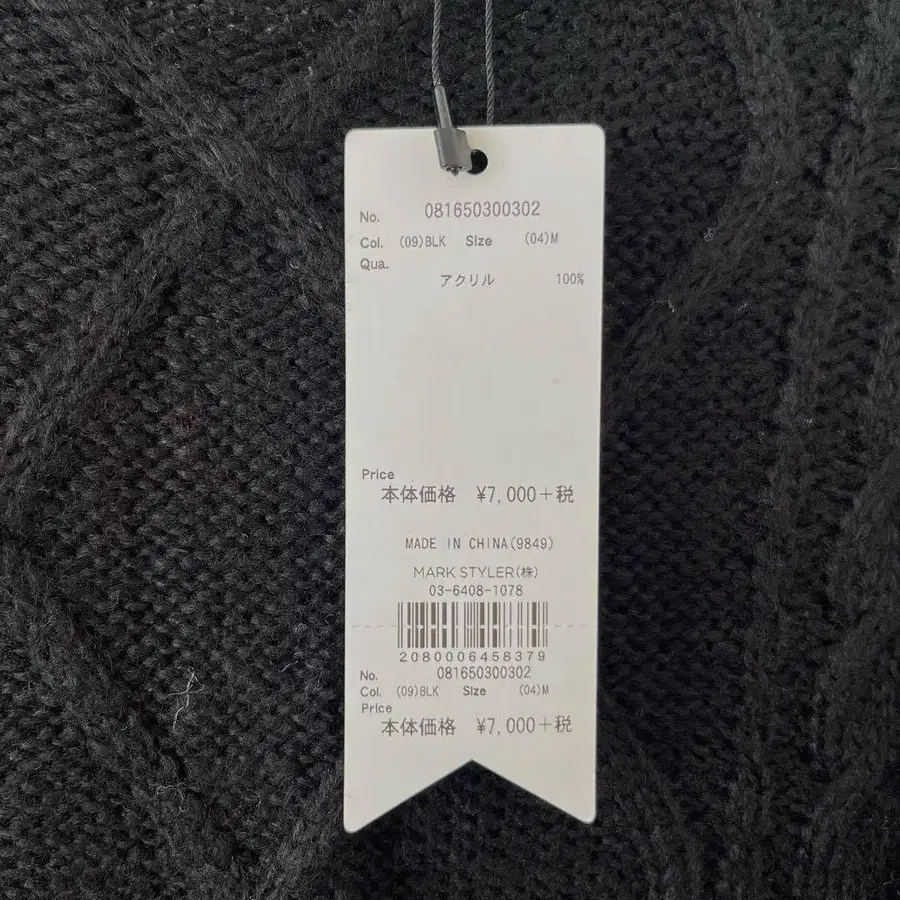 No. 081650300302
Col. (09)BLK Size (04)M
Qua.
アクリル 100%
Price
本体価格 ¥7,000+税
MADE IN CHINA(9849)
MARK STYLER(株)
03-6408-1078
2080006458379
No. 081650300302
Col. (09)BLK Size (04)M
Price
本体価格 ¥7,000+税